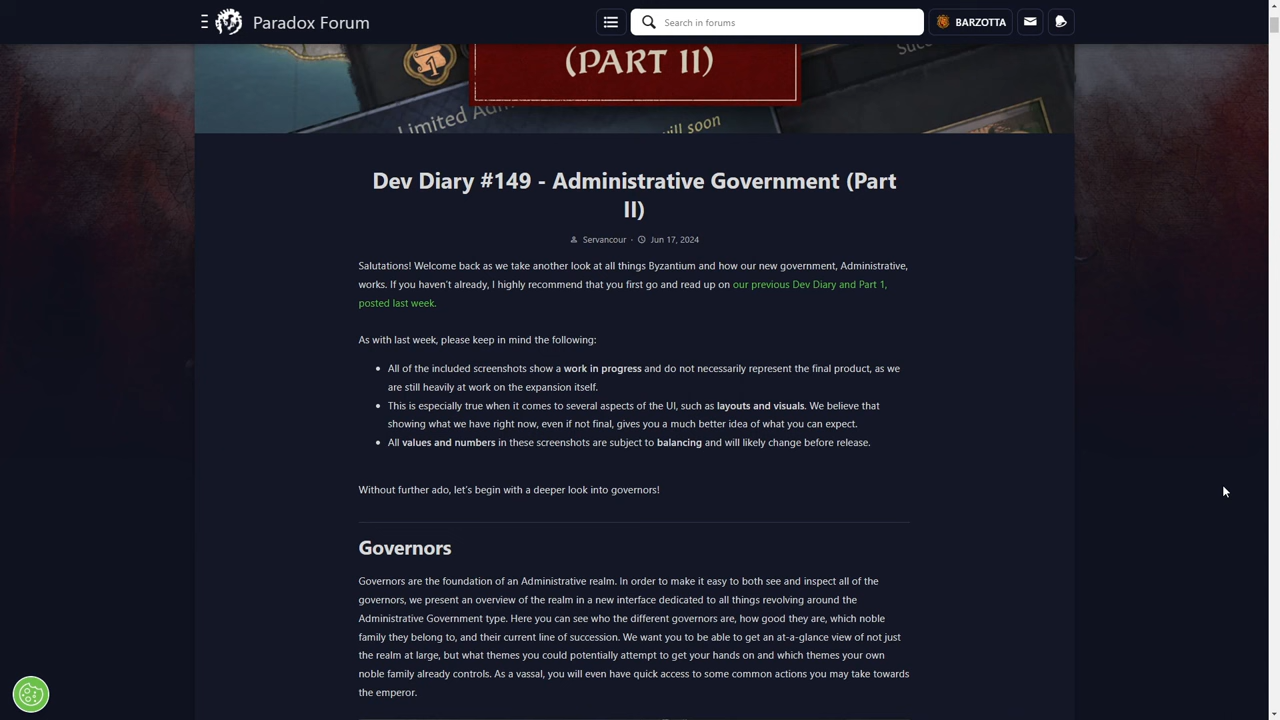 Paradox Forum
Search in forums
BARZOTTA
(PART II)
Limited Adm
will soon
Succ
Dev Diary #149 - Administrative Government (Part
II)
Servancour · Jun 17, 2024
Salutations! Welcome back as we take another look at all things Byzantium and how our new government, Administrative,
works. If you haven't already, I highly recommend that you first go and read up on our previous Dev Diary and Part 1,
posted last week.
As with last week, please keep in mind the following:
• All of the included screenshots show a work in progress and do not necessarily represent the final product, as we
are still heavily at work on the expansion itself.
• This is especially true when it comes to several aspects of the UI, such as layouts and visuals. We believe that
showing what we have right now, even if not final, gives you a much better idea of what you can expect.
• All values and numbers in these screenshots are subject to balancing and will likely change before release.
Without further ado, let's begin with a deeper look into governors!
Governors
Governors are the foundation of an Administrative realm. In order to make it easy to both see and inspect all of the
governors, we present an overview of the realm in a new interface dedicated to all things revolving around the
Administrative Government type. Here you can see who the different governors are, how good they are, which noble
family they belong to, and their current line of succession. We want you to be able to get an at-a-glance view of not just
the realm at large, but what themes you could potentially attempt to get your hands on and which themes your own
noble family already controls. As a vassal, you will even have quick access to some common actions you may take towards
the emperor.